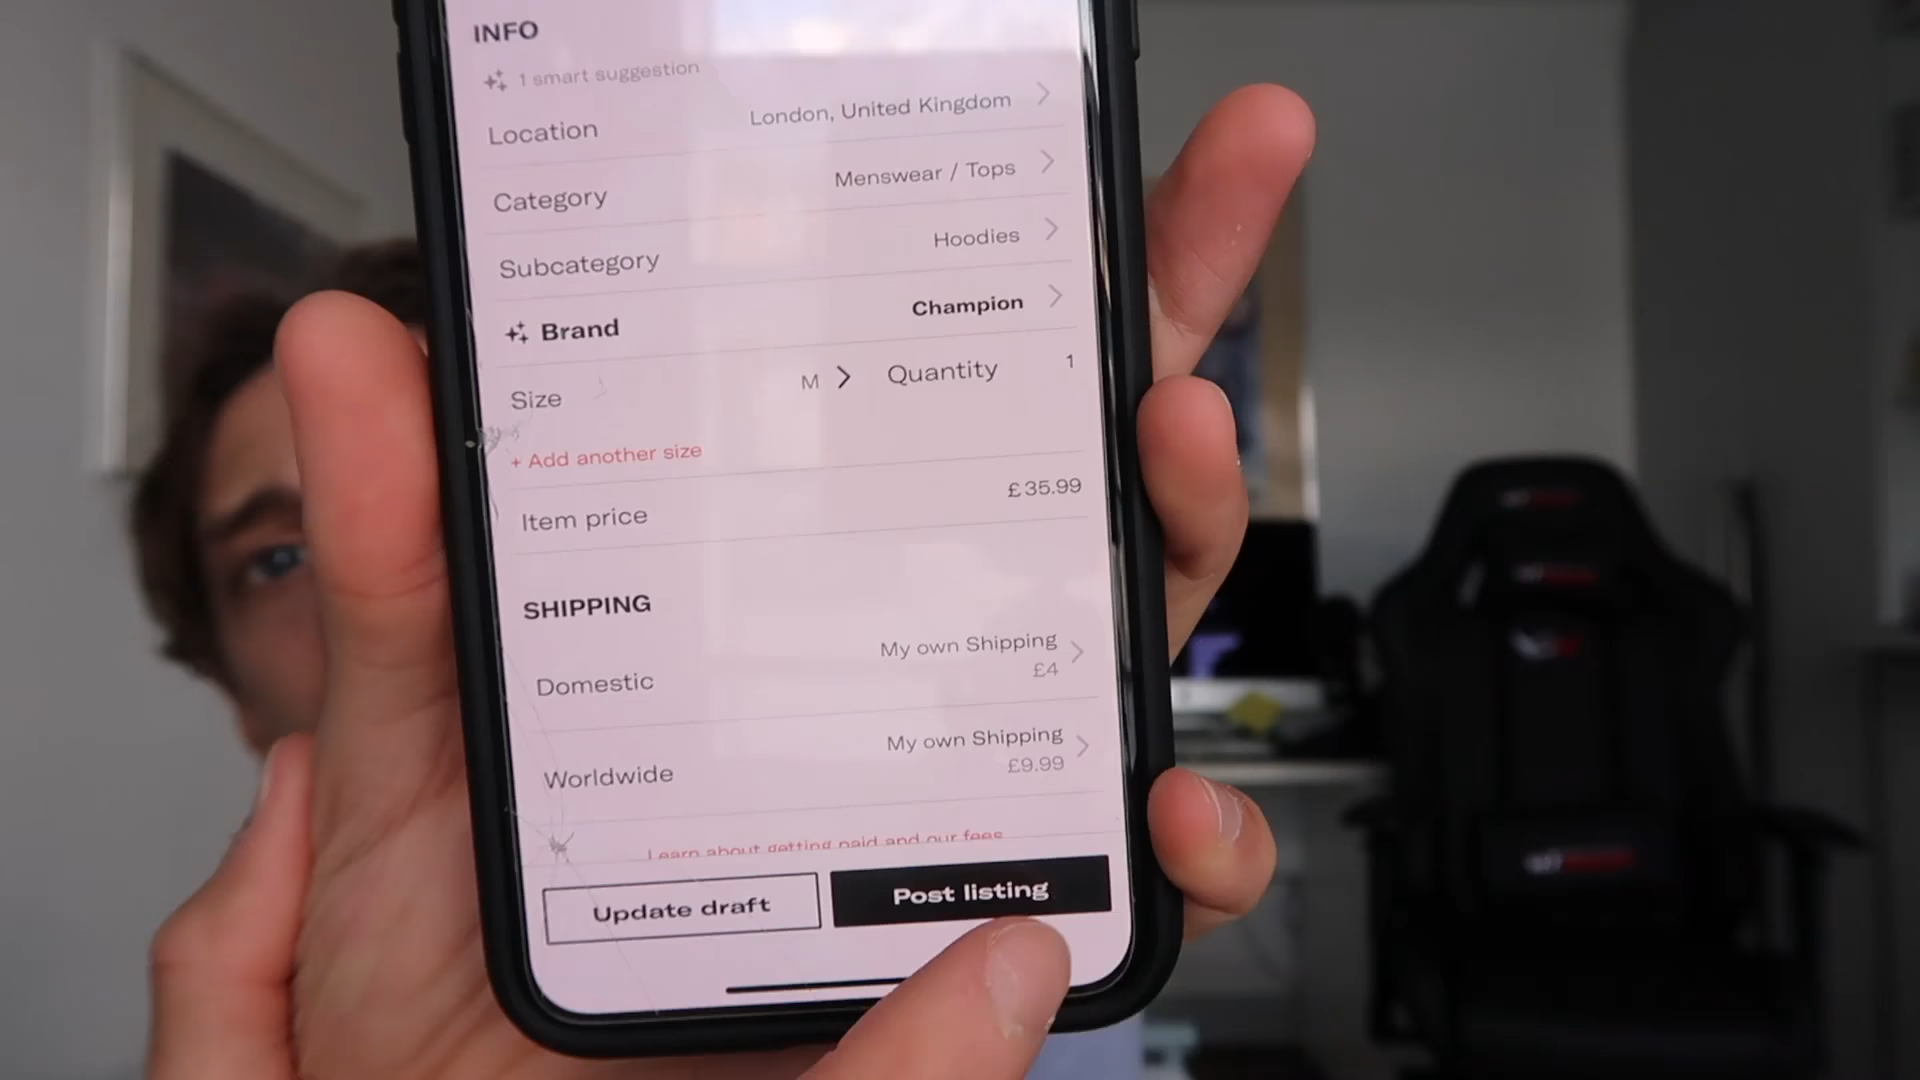 INFO
1 smart suggestion
Location London, United Kingdom
Category Menswear / Tops
Subcategory Hoodies
Brand Champion
Size M Quantity 1
+ Add another size
Item price £35.99
SHIPPING
Domestic My own Shipping
£4
Worldwide My own Shipping
£9.99
Learn about getting paid and our fees
Update draft Post listing